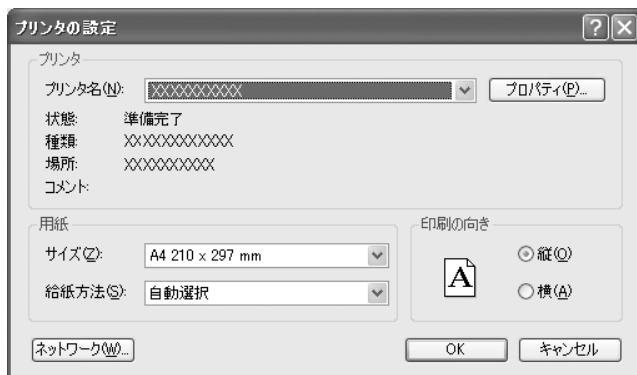 プリンタの設定
プリンタ
プリンタ名(N): XXXXXXXXXX プロパティ(P)...
状態: 準備完了
種類: XXXXXXXXXXXX
場所: XXXXXXXXXX
コメント:
用紙
サイズ(Z): A4 210 x 297 mm
給紙方法(S): 自動選択
印刷の向き
A
縦(O)
横(A)
ネットワーク(W)... OK キャンセル